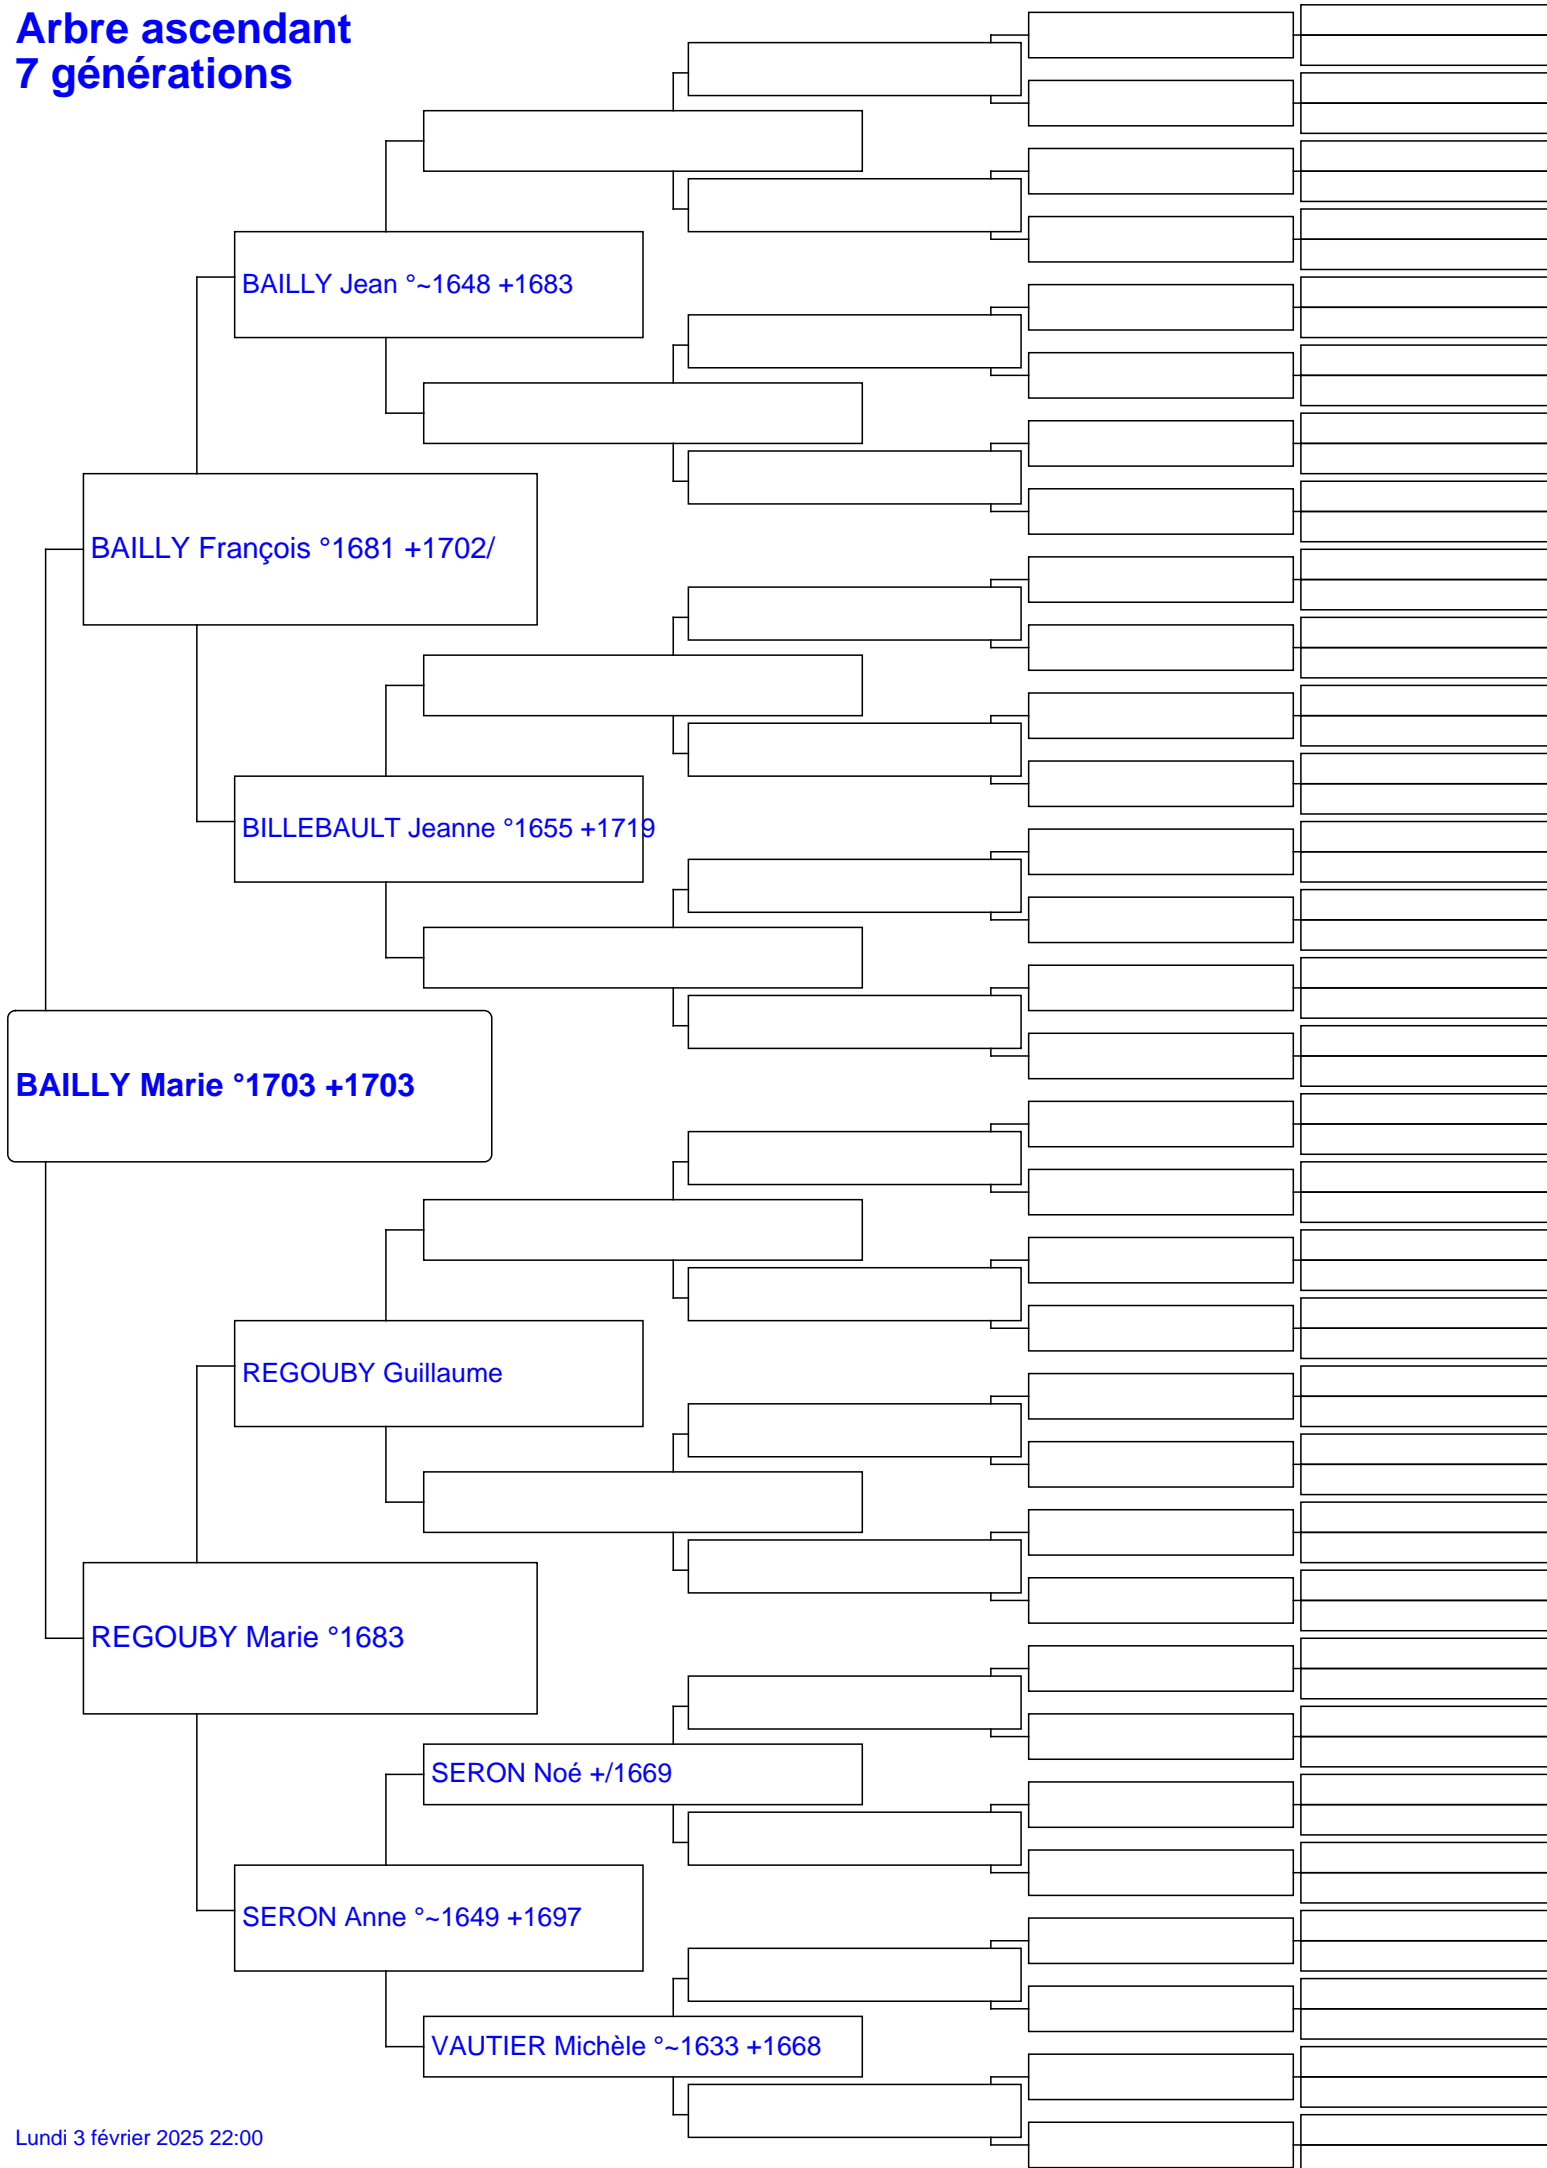 Arbre ascendant
7 générations
BAILLY Jean °~1648 +1683
BAILLY François °1681 +1702/
BILLEBAULT Jeanne °1655 +1719
BAILLY Marie °1703 +1703
REGOUBY Guillaume
REGOUBY Marie °1683
SERON Noé +/1669
SERON Anne °~1649 +1697
VAUTIER Michèle °~1633 +1668
Lundi 3 février 2025 22:00